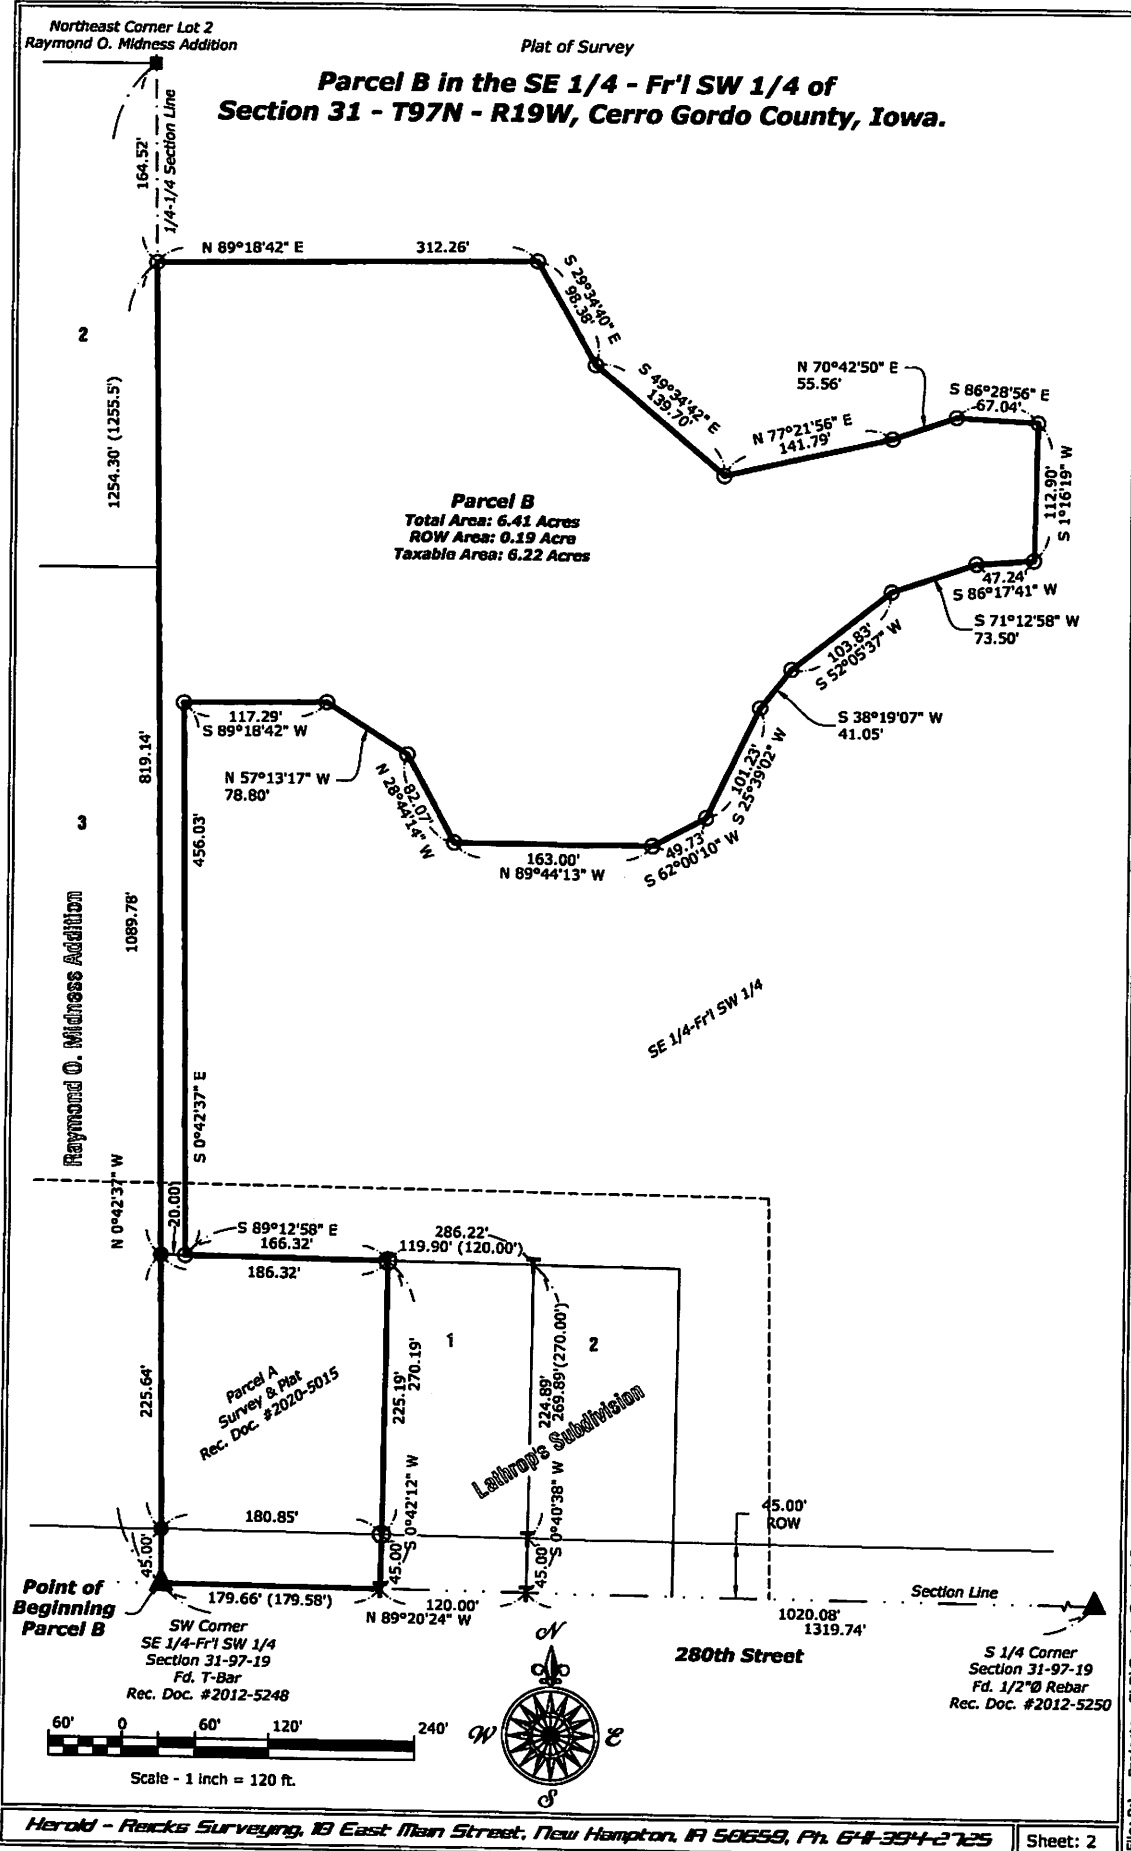 Northeast Corner Lot 2
Raymond O. Midness Addition
Plat of Survey
Parcel B in the SE 1/4 - Fr'l SW 1/4 of
Section 31 - T97N - R19W, Cerro Gordo County, Iowa.
164.52'
1/4-1/4 Section Line
N 89°18'42" E
312.26'
S 29°34'40" E
98.38'
S 49°34'42" E
139.70'
N 77°21'56" E
141.79'
N 70°42'50" E
55.56'
S 86°28'56" E
67.04'
112.90'
S 1°16'19" W
2
1254.30' (1255.5')
Parcel B
Total Area: 6.41 Acres
ROW Area: 0.19 Acre
Taxable Area: 6.22 Acres
47.24'
S 86°17'41" W
S 71°12'58" W
73.50'
103.83'
S 52°05'37" W
S 38°19'07" W
41.05'
101.23'
S 25°39'02" W
49.73'
S 62°00'10" W
163.00'
N 89°44'13" W
82.07'
N 28°44'14" W
N 57°13'17" W
78.80'
117.29'
S 89°18'42" W
819.14'
456.03'
3
1089.78'
Raymond O. Midness Addition
SE 1/4-Fr'l SW 1/4
S 0°42'37" E
N 0°42'37" W
20.00'
S 89°12'58" E
166.32'
186.32'
286.22'
119.90' (120.00')
1
2
225.64'
Parcel A
Survey & Plat
Rec. Doc. #2020-5015
225.19'
270.19'
S 0°42'12" W
224.89'
269.89'(270.00')
S 0°40'38" W
Lathrop's Subdivision
180.85'
45.00'
45.00'
45.00'
45.00'
ROW
Point of
Beginning
Parcel B
179.66' (179.58')
120.00'
N 89°20'24" W
Section Line
1020.08'
1319.74'
SW Corner
SE 1/4-Fr'l SW 1/4
Section 31-97-19
Fd. T-Bar
Rec. Doc. #2012-5248
280th Street
S 1/4 Corner
Section 31-97-19
Fd. 1/2"Ø Rebar
Rec. Doc. #2012-5250
N
W
E
S
60' 0 60' 120' 240'
Scale - 1 inch = 120 ft.
Herold - Reicks Surveying, 18 East Main Street, New Hampton, IA 50659, Ph. 641-394-2725
Sheet: 2